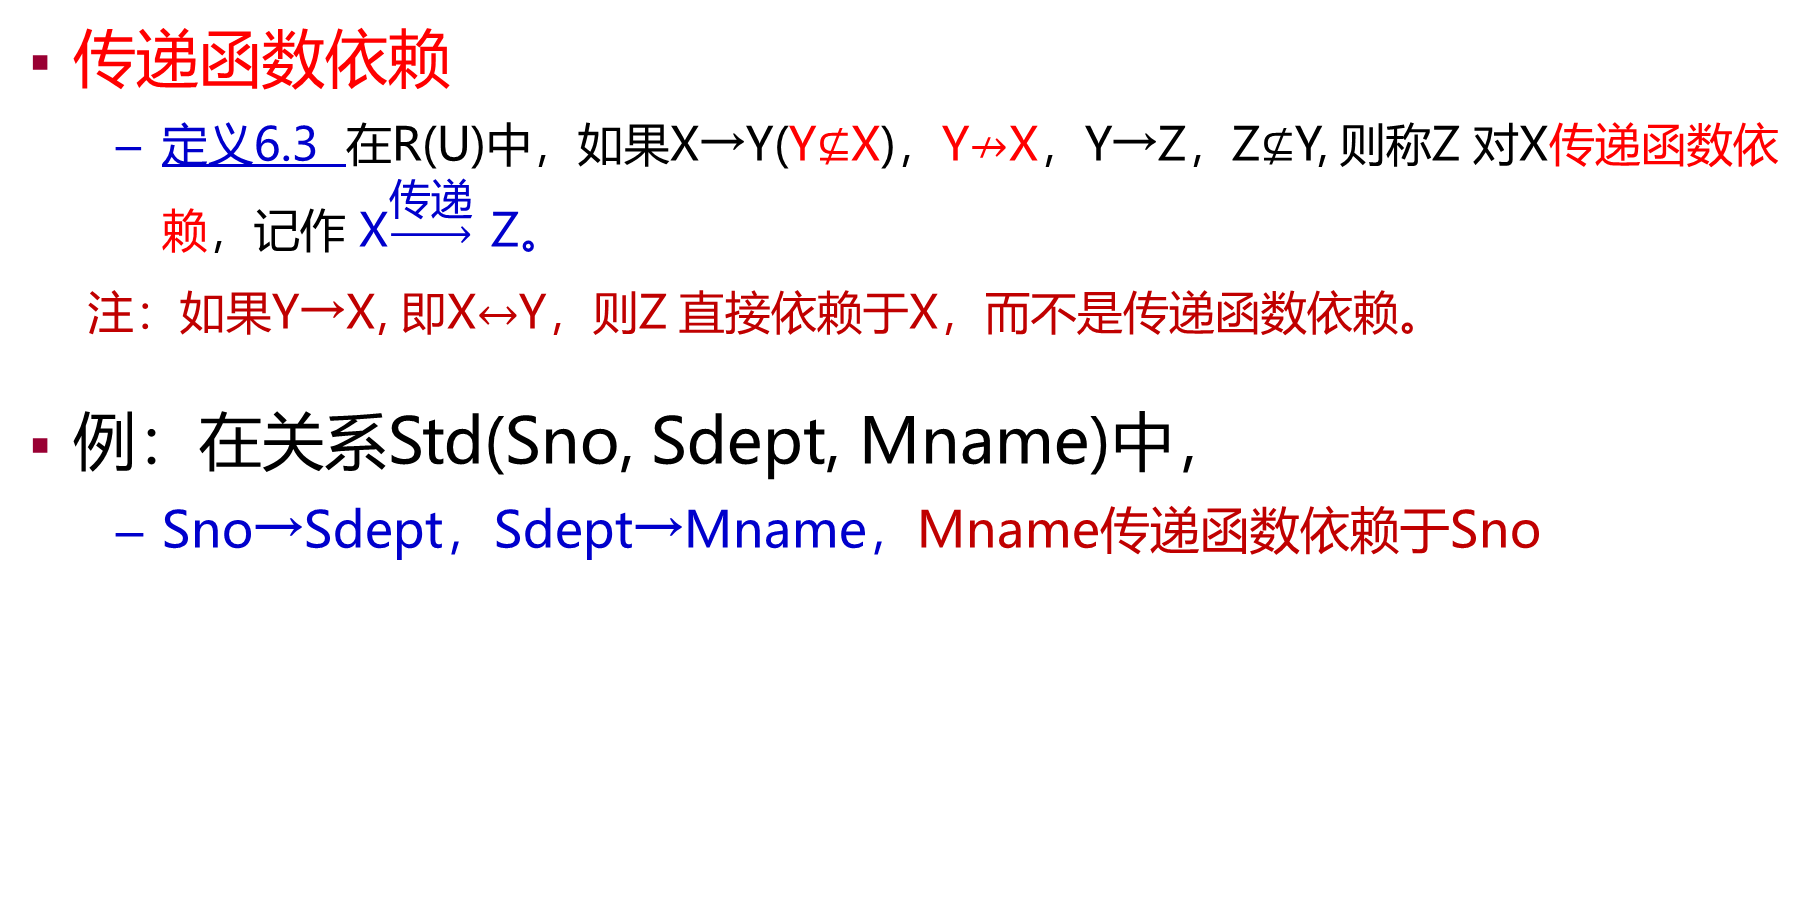 ▪ 传递函数依赖
– 定义6.3 在R(U)中，如果X→Y(Y⊈X)，Y↛X，Y→Z，Z⊈Y, 则称Z 对X传递函数依
传递
赖，记作 X⟶ Z。
注：如果Y→X, 即X↔Y，则Z 直接依赖于X，而不是传递函数依赖。
▪ 例：在关系Std(Sno, Sdept, Mname)中，
– Sno→Sdept，Sdept→Mname，Mname传递函数依赖于Sno